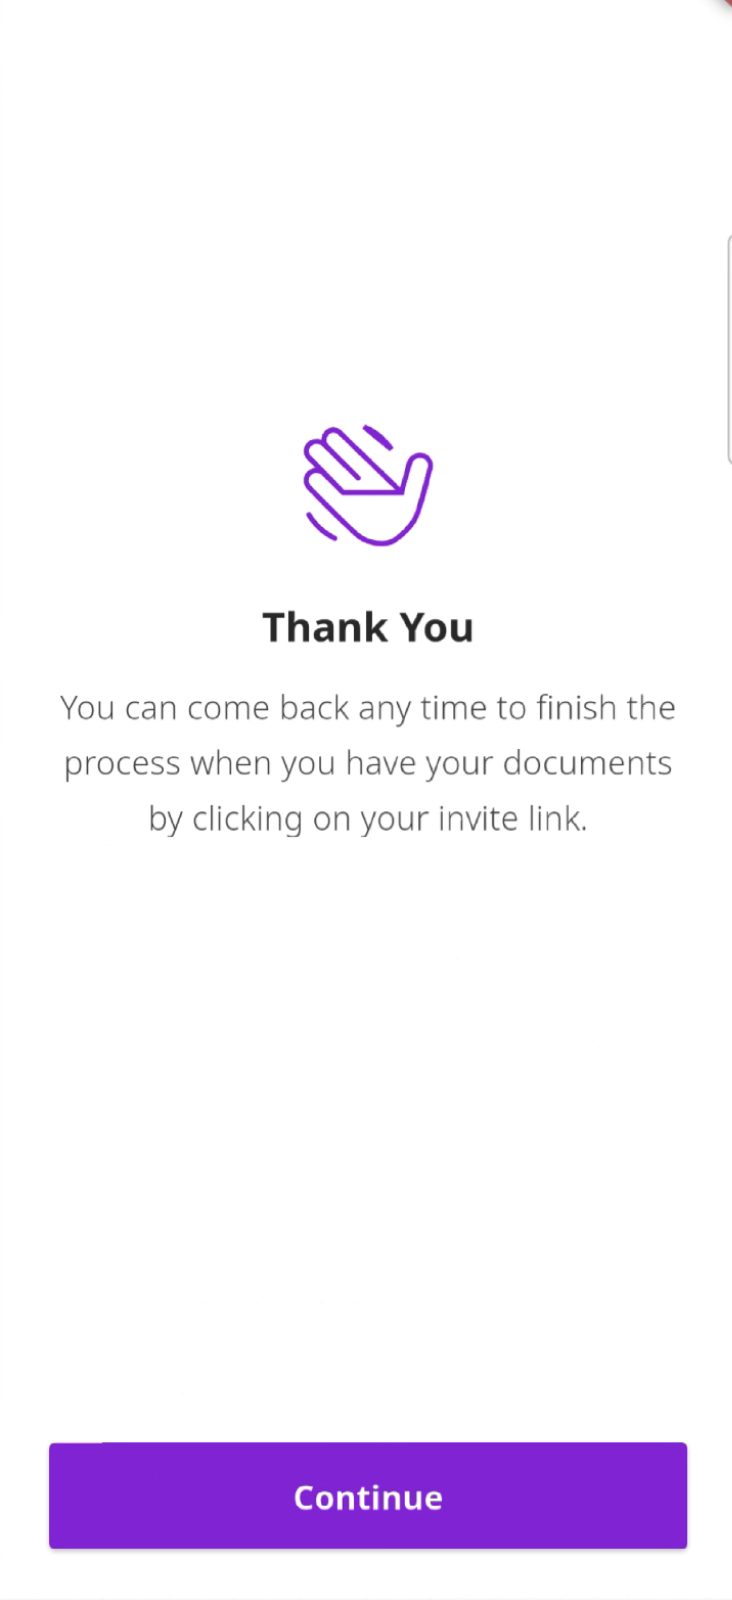 Thank You
You can come back any time to finish the
process when you have your documents
by clicking on your invite link.
Continue